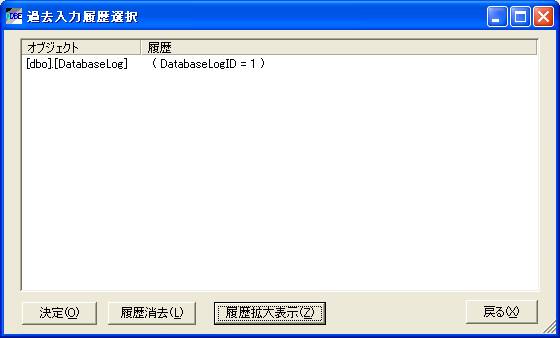 DBE 過去入力履歴選択
オブジェクト 履歴
[dbo].[DatabaseLog] ( DatabaseLogID = 1 )
決定(O) 履歴消去(L) 履歴拡大表示(Z) 戻る(X)